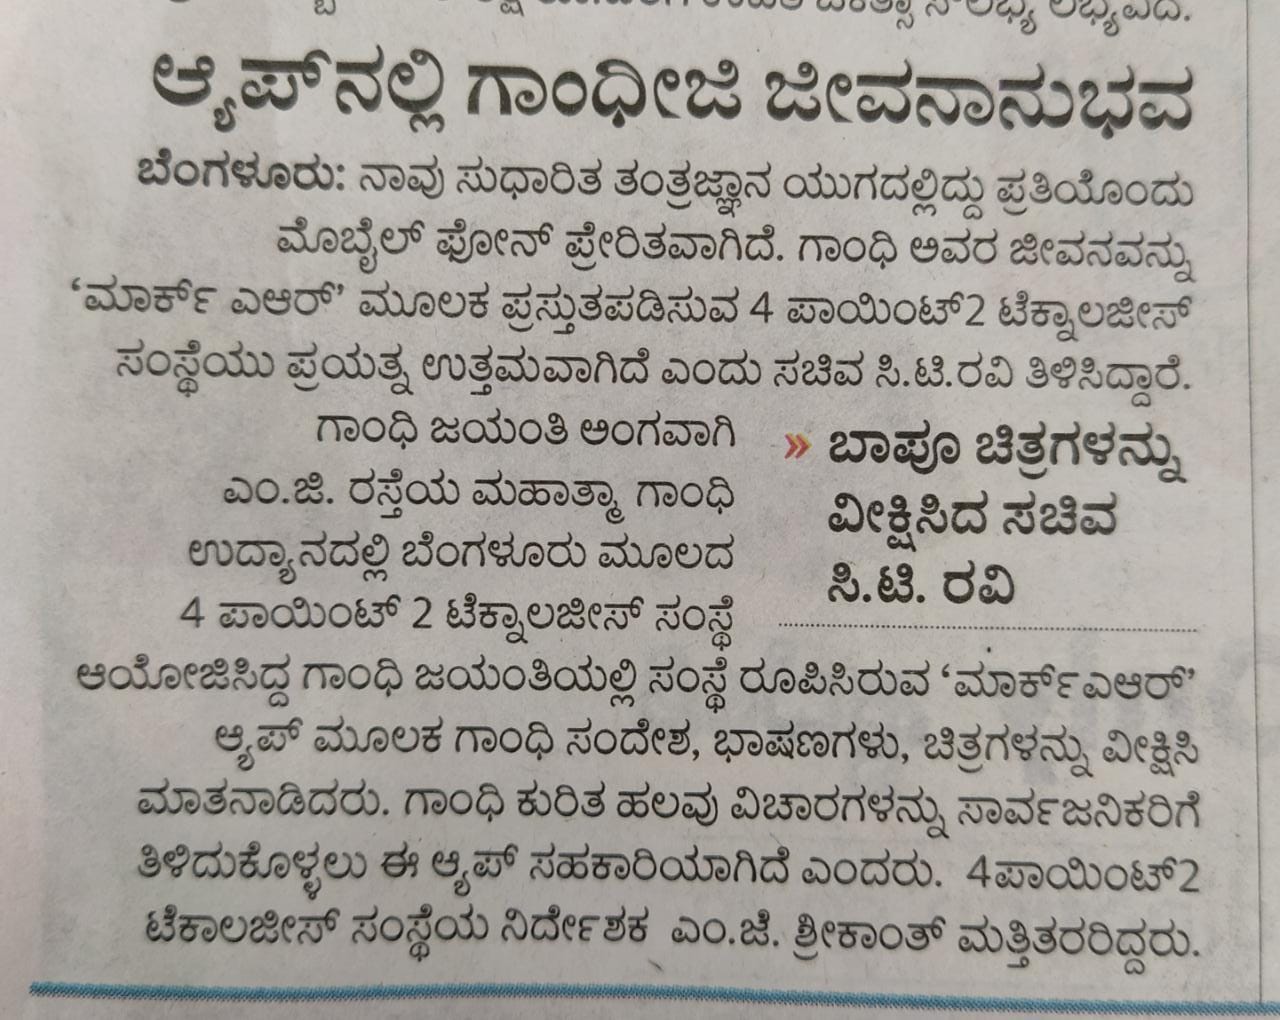 ಆ್ಯಪ್‌ನಲ್ಲಿ ಗಾಂಧೀಜಿ ಜೀವನಾನುಭವ
ಬೆಂಗಳೂರು: ನಾವು ಸುಧಾರಿತ ತಂತ್ರಜ್ಞಾನ ಯುಗದಲ್ಲಿದ್ದು ಪ್ರತಿಯೊಂದು
ಮೊಬೈಲ್ ಫೋನ್ ಪ್ರೇರಿತವಾಗಿದೆ. ಗಾಂಧಿ ಅವರ ಜೀವನವನ್ನು
‘ಮಾರ್ಕ್ ಎಆರ್’ ಮೂಲಕ ಪ್ರಸ್ತುತಪಡಿಸುವ 4 ಪಾಯಿಂಟ್2 ಟೆಕ್ನಾಲಜೀಸ್
ಸಂಸ್ಥೆಯು ಪ್ರಯತ್ನ ಉತ್ತಮವಾಗಿದೆ ಎಂದು ಸಚಿವ ಸಿ.ಟಿ.ರವಿ ತಿಳಿಸಿದ್ದಾರೆ.
ಗಾಂಧಿ ಜಯಂತಿ ಅಂಗವಾಗಿ
ಎಂ.ಜಿ. ರಸ್ತೆಯ ಮಹಾತ್ಮಾ ಗಾಂಧಿ
ಉದ್ಯಾನದಲ್ಲಿ ಬೆಂಗಳೂರು ಮೂಲದ
4 ಪಾಯಿಂಟ್ 2 ಟೆಕ್ನಾಲಜೀಸ್ ಸಂಸ್ಥೆ
» ಬಾಪೂ ಚಿತ್ರಗಳನ್ನು
ವೀಕ್ಷಿಸಿದ ಸಚಿವ
ಸಿ.ಟಿ. ರವಿ
ಆಯೋಜಿಸಿದ್ದ ಗಾಂಧಿ ಜಯಂತಿಯಲ್ಲಿ ಸಂಸ್ಥೆ ರೂಪಿಸಿರುವ ‘ಮಾರ್ಕ್‌ಎಆರ್’
ಆ್ಯಪ್ ಮೂಲಕ ಗಾಂಧಿ ಸಂದೇಶ, ಭಾಷಣಗಳು, ಚಿತ್ರಗಳನ್ನು ವೀಕ್ಷಿಸಿ
ಮಾತನಾಡಿದರು. ಗಾಂಧಿ ಕುರಿತ ಹಲವು ವಿಚಾರಗಳನ್ನು ಸಾರ್ವಜನಿಕರಿಗೆ
ತಿಳಿದುಕೊಳ್ಳಲು ಈ ಆ್ಯಪ್ ಸಹಕಾರಿಯಾಗಿದೆ ಎಂದರು. 4ಪಾಯಿಂಟ್2
ಟೆಕಾಲಜೀಸ್ ಸಂಸ್ಥೆಯ ನಿರ್ದೇಶಕ ಎಂ.ಜೆ. ಶ್ರೀಕಾಂತ್ ಮತ್ತಿತರರಿದ್ದರು.